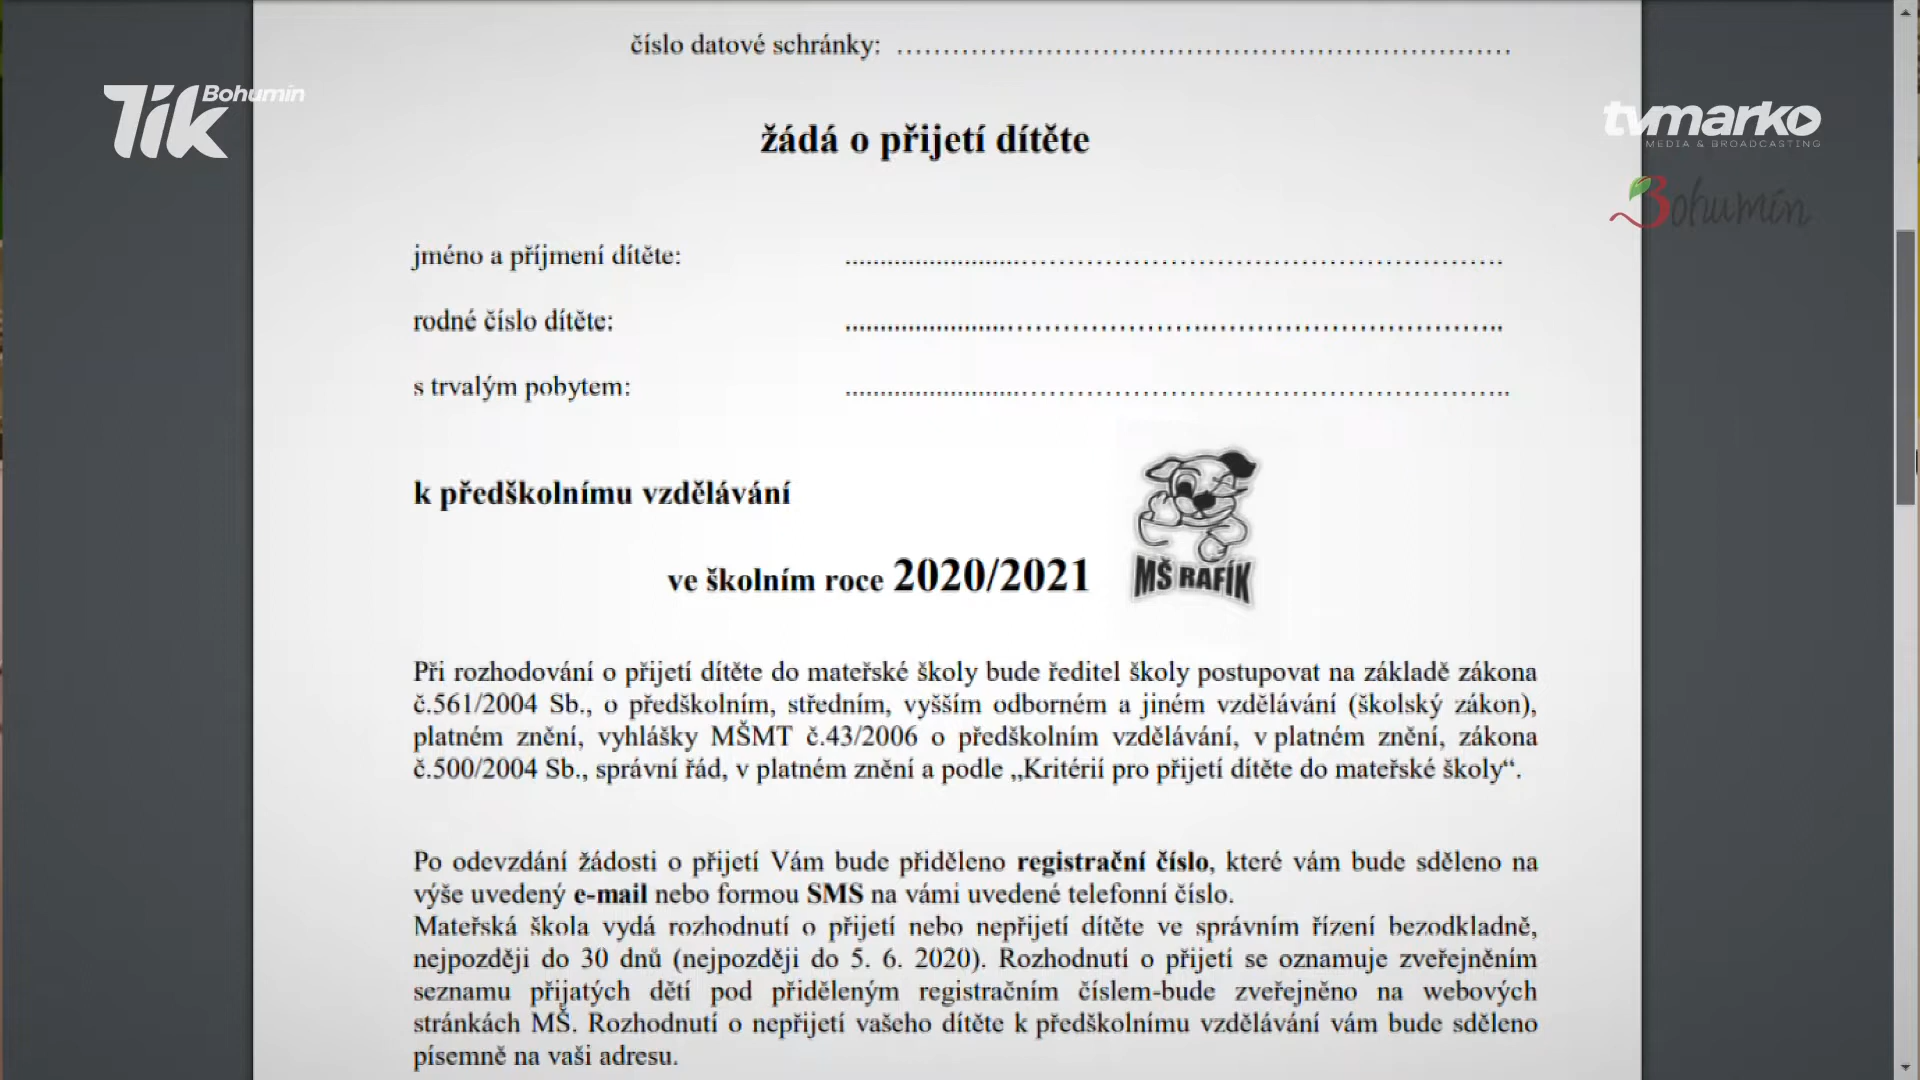 číslo datové schránky: ……………………………………………………………
Tik Bohumín
tvmarko
MEDIA & BROADCASTING
Bohumín
žádá o přijetí dítěte
jméno a příjmení dítěte: ..........................……………………………………………….
rodné číslo dítěte: ..........................………………………………………………..
s trvalým pobytem: ..........................………………………………………………..
k předškolnímu vzdělávání
ve školním roce 2020/2021
MŠ RAFÍK
Při rozhodování o přijetí dítěte do mateřské školy bude ředitel školy postupovat na základě zákona
č.561/2004 Sb., o předškolním, středním, vyšším odborném a jiném vzdělávání (školský zákon),
platném znění, vyhlášky MŠMT č.43/2006 o předškolním vzdělávání, v platném znění, zákona
č.500/2004 Sb., správní řád, v platném znění a podle „Kritérií pro přijetí dítěte do mateřské školy“.
Po odevzdání žádosti o přijetí Vám bude přiděleno registrační číslo, které vám bude sděleno na
výše uvedený e-mail nebo formou SMS na vámi uvedené telefonní číslo.
Mateřská škola vydá rozhodnutí o přijetí nebo nepřijetí dítěte ve správním řízení bezodkladně,
nejpozději do 30 dnů (nejpozději do 5. 6. 2020). Rozhodnutí o přijetí se oznamuje zveřejněním
seznamu přijatých dětí pod přiděleným registračním číslem-bude zveřejněno na webových
stránkách MŠ. Rozhodnutí o nepřijetí vašeho dítěte k předškolnímu vzdělávání vám bude sděleno
písemně na vaši adresu.